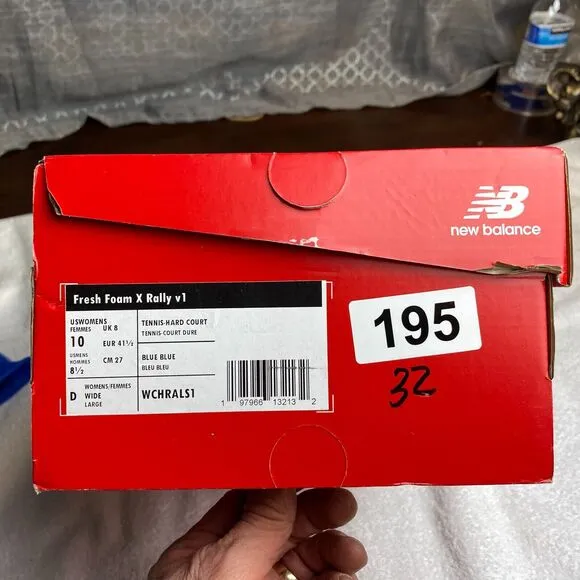 NB
new balance
Fresh Foam X Rally v1
USWOMENS
FEMMES
UK 8
10
EUR 41½
USMENS
HOMMES
CM 27
8½
TENNIS-HARD COURT
TENNIS-COURT DURE
BLUE BLUE
BLEU BLEU
D
WOMENS/FEMMES
WIDE
LARGE
WCHRALS1
1 97966 13213 2
195
32